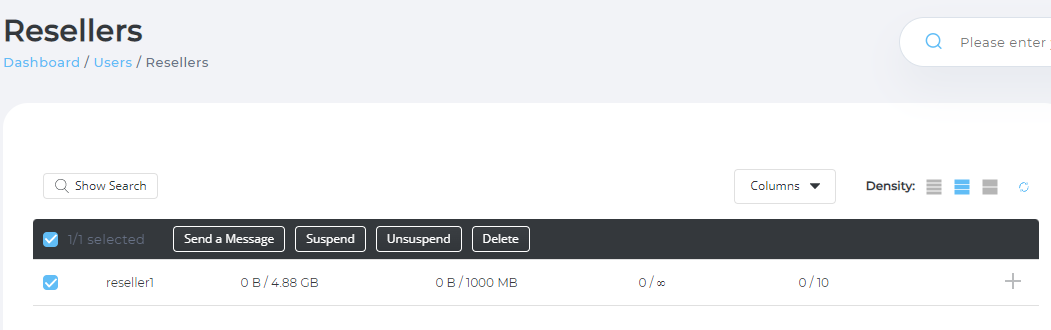 Resellers
Dashboard / Users / Resellers
Please enter
Show Search
Columns
Density:
1/1 selected
Send a Message
Suspend
Unsuspend
Delete
reseller1
0 B / 4.88 GB
0 B / 1000 MB
0 / ∞
0 / 10